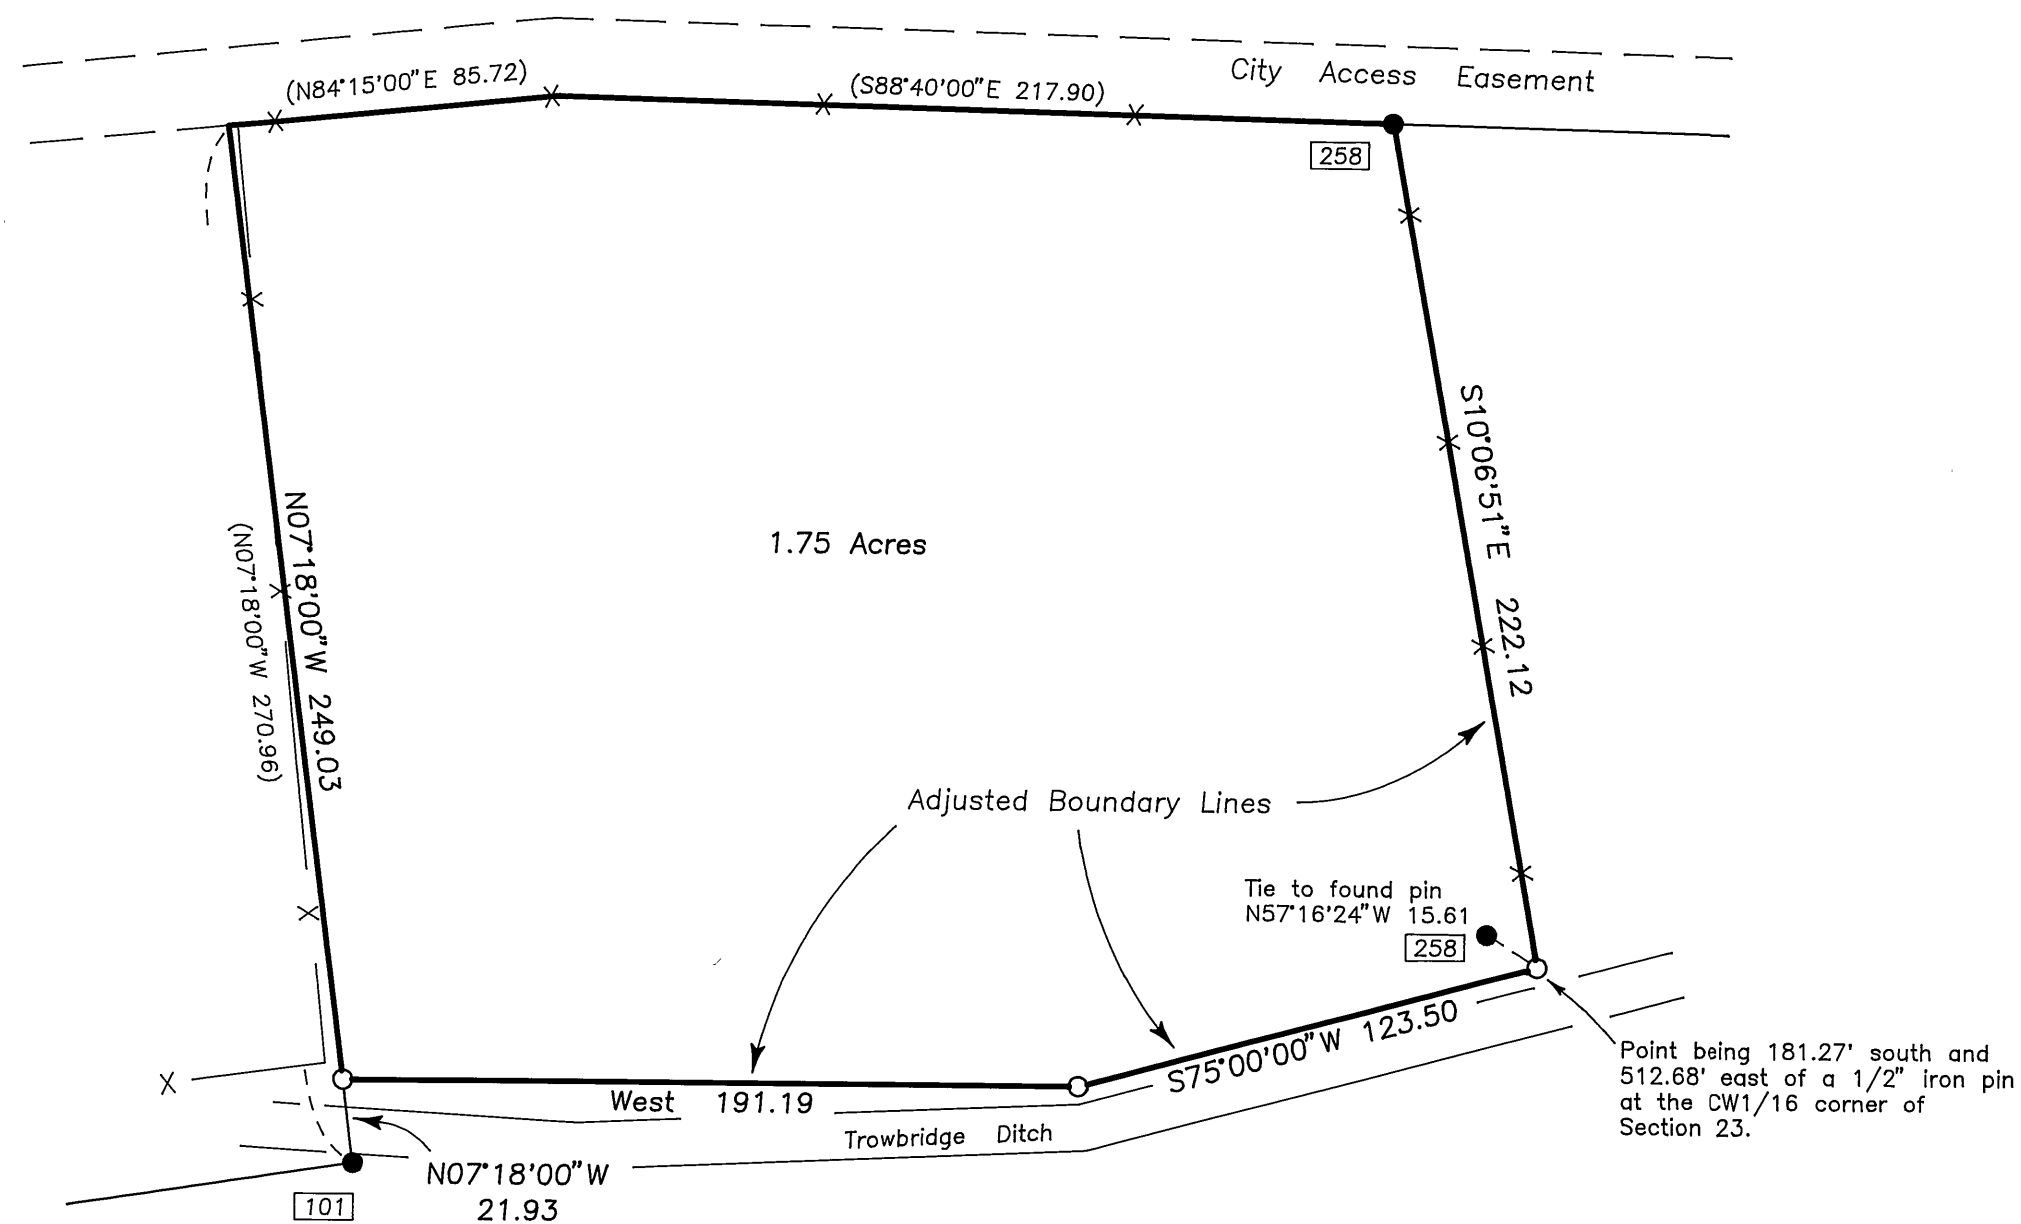 City Access Easement
(N84°15'00"E 85.72)
(S88°40'00"E 217.90)
258
S10°06'51"E 222.12
N07°18'00"W 249.03
(N07°18'00"W 270.96)
1.75 Acres
Adjusted Boundary Lines
Tie to found pin
N57°16'24"W 15.61
258
S75°00'00"W 123.50
West 191.19
Trowbridge Ditch
Point being 181.27' south and
512.68' east of a 1/2" iron pin
at the CW1/16 corner of
Section 23.
N07°18'00"W
21.93
101